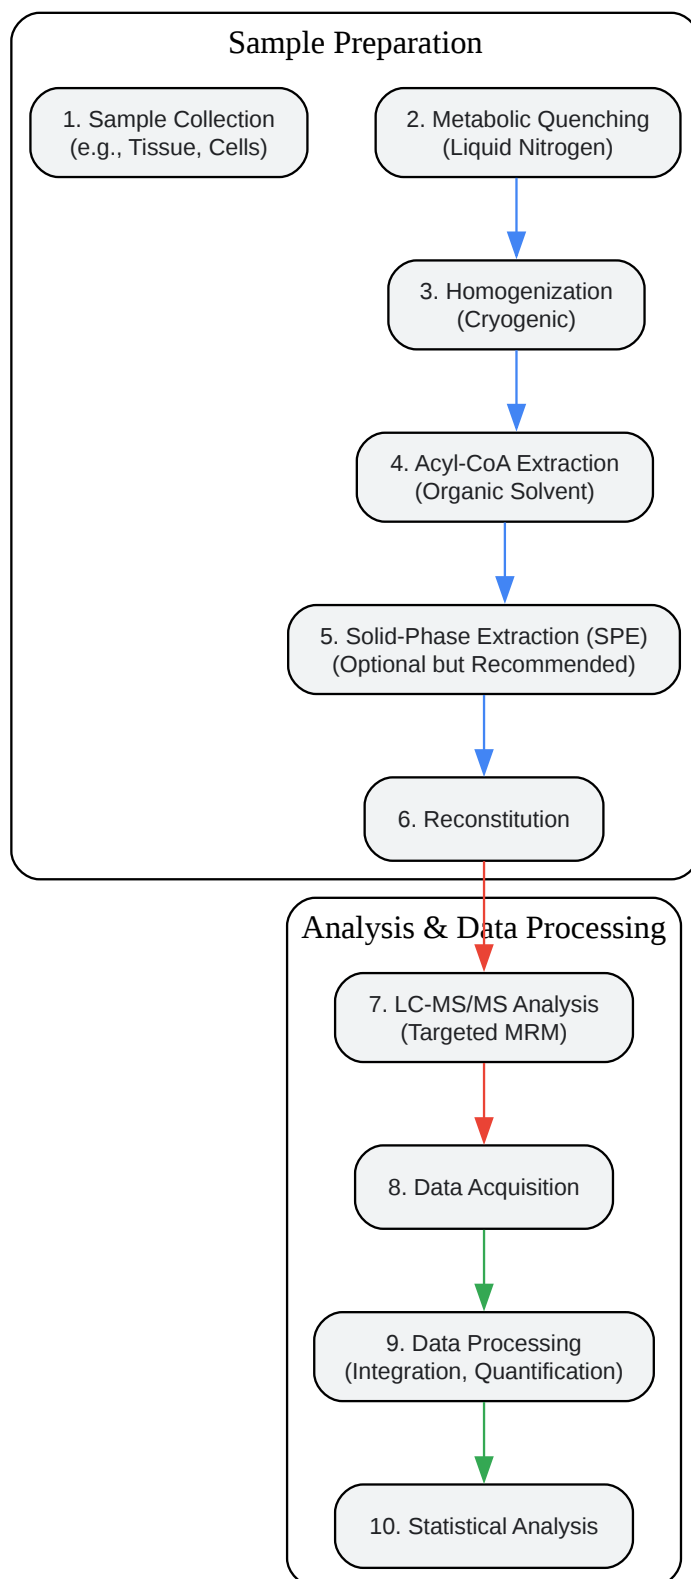 Sample Preparation
1. Sample Collection
(e.g., Tissue, Cells)
2. Metabolic Quenching
(Liquid Nitrogen)
3. Homogenization
(Cryogenic)
4. Acyl-CoA Extraction
(Organic Solvent)
5. Solid-Phase Extraction (SPE)
(Optional but Recommended)
6. Reconstitution
Analysis & Data Processing
7. LC-MS/MS Analysis
(Targeted MRM)
8. Data Acquisition
9. Data Processing
(Integration, Quantification)
10. Statistical Analysis